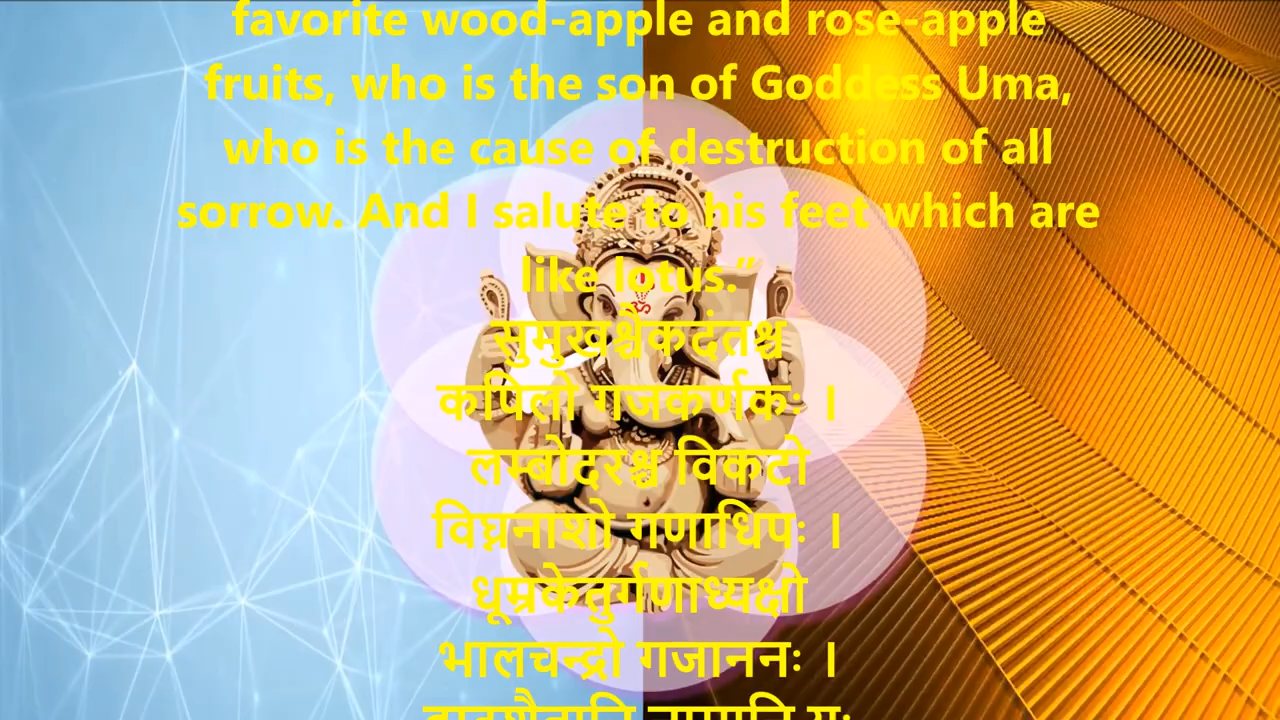 favorite wood-apple and rose-apple
fruits, who is the son of Goddess Uma,
who is the cause of destruction of all
sorrow. And I salute to his feet which are
like lotus.”
सुमुखश्चैकदंतश्च
कपिलो गजकर्णकः ।
लम्बोदरश्च विकटो
विघ्ननाशो गणाधिपः ।
धूम्रकेतुर्गणाध्यक्षो
भालचन्द्रो गजाननः ।